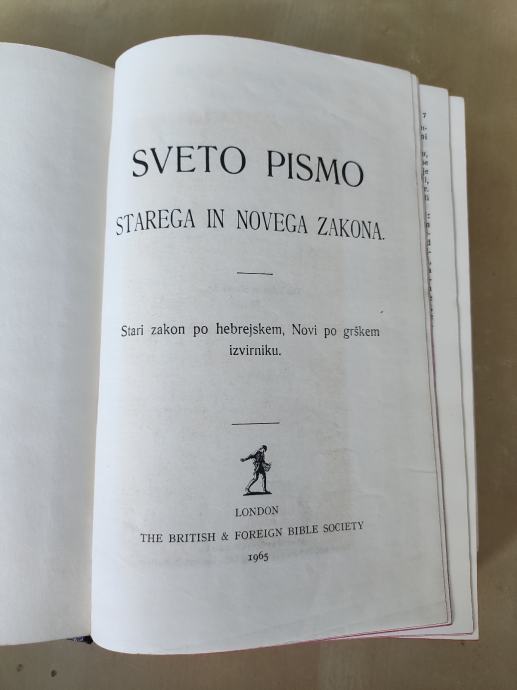 SVETO PISMO
STAREGA IN NOVEGA ZAKONA.
Stari zakon po hebrejskem, Novi po grškem
izvirniku.
LONDON
THE BRITISH & FOREIGN BIBLE SOCIETY
1965
7